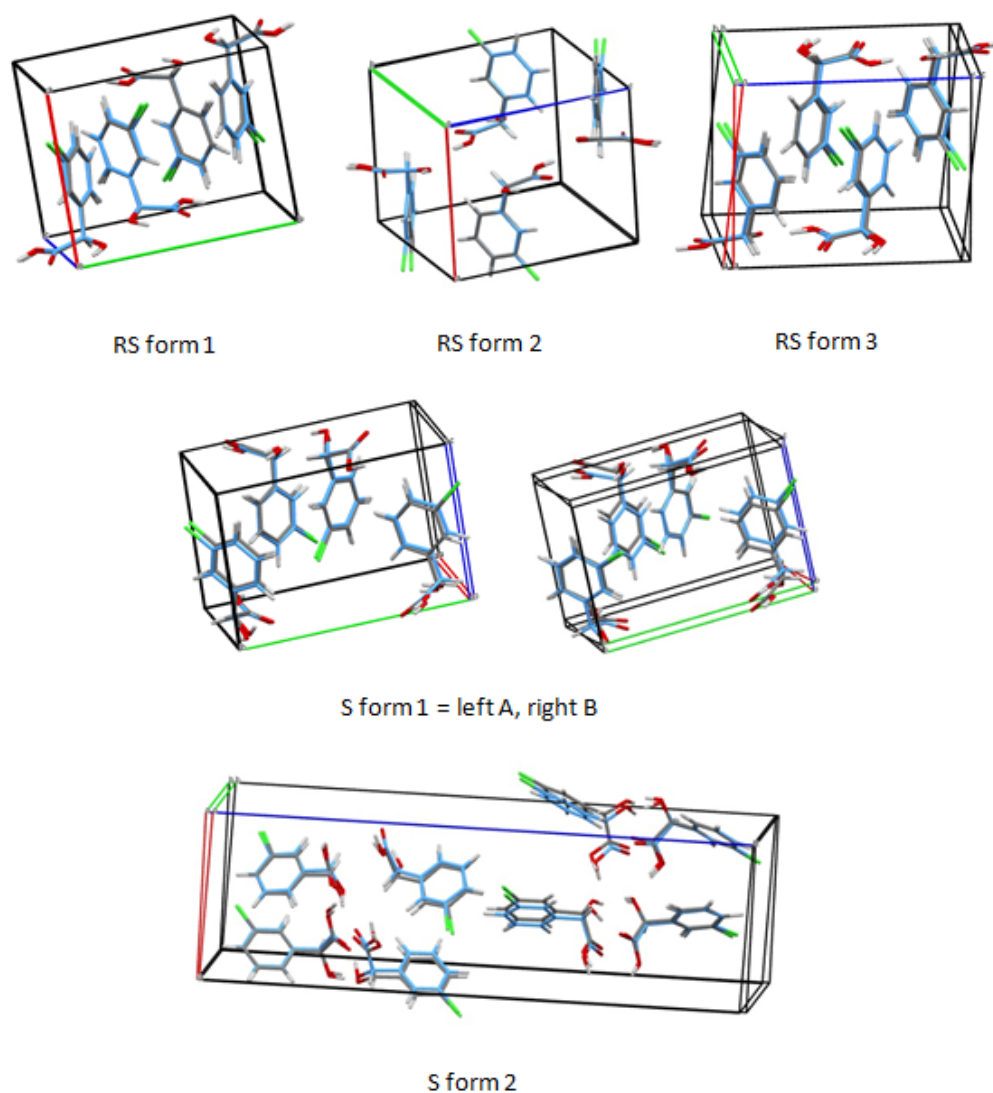 RS form 1
RS form 2
RS form 3
S form 1 = left A, right B
S form 2